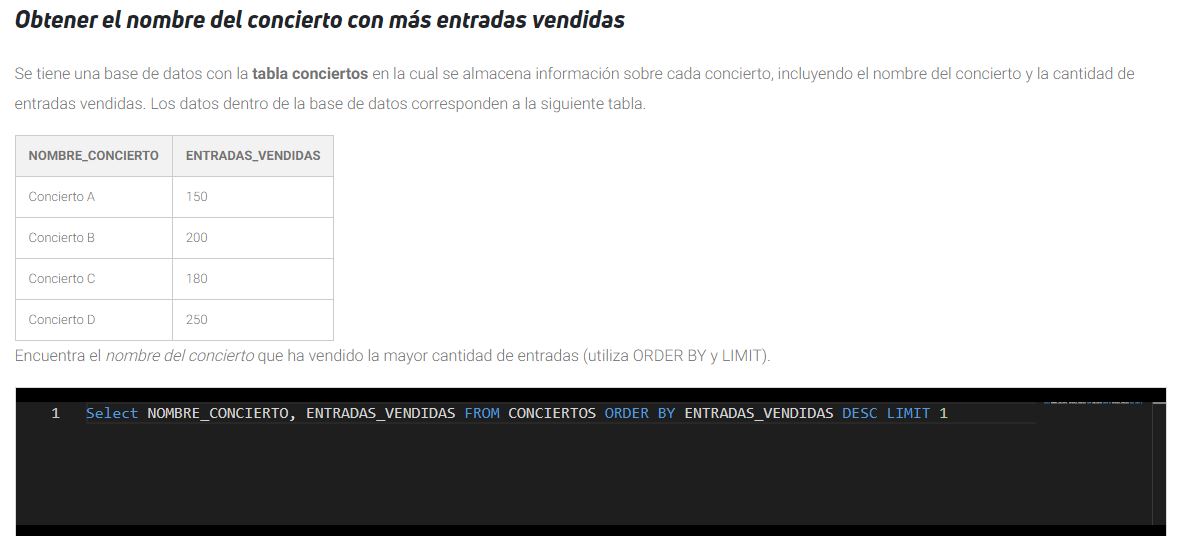 Obtener el nombre del concierto con más entradas vendidas
Se tiene una base de datos con la tabla conciertos en la cual se almacena información sobre cada concierto, incluyendo el nombre del concierto y la cantidad de
entradas vendidas. Los datos dentro de la base de datos corresponden a la siguiente tabla.
NOMBRE_CONCIERTO ENTRADAS_VENDIDAS
Concierto A 150
Concierto B 200
Concierto C 180
Concierto D 250
Encuentra el nombre del concierto que ha vendido la mayor cantidad de entradas (utiliza ORDER BY y LIMIT).
1 Select NOMBRE_CONCIERTO, ENTRADAS_VENDIDAS FROM CONCIERTOS ORDER BY ENTRADAS_VENDIDAS DESC LIMIT 1